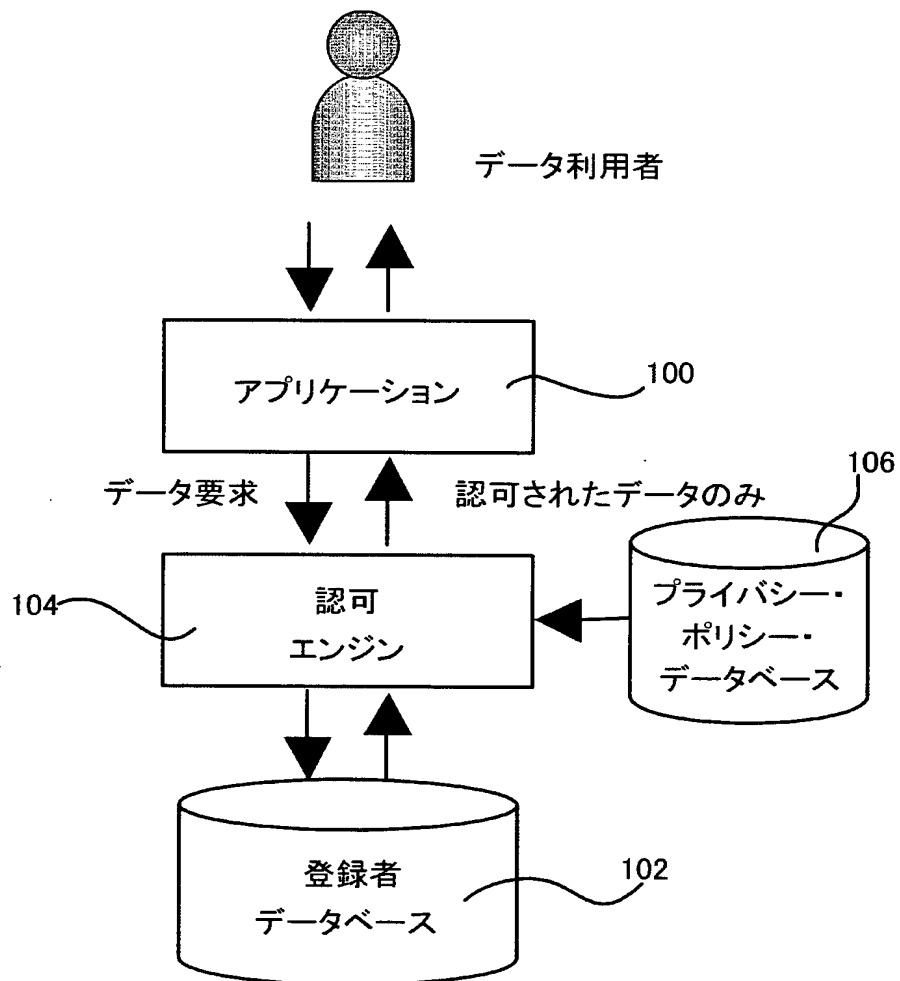 データ利用者
アプリケーション
100
データ要求
認可されたデータのみ
106
104
認可
エンジン
プライバシー・
ポリシー・
データベース
登録者
データベース
102